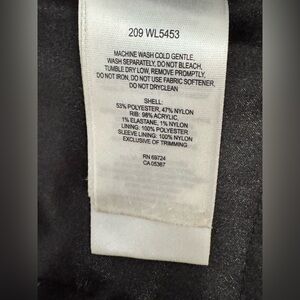 209 WL5453
MACHINE WASH COLD GENTLE,
WASH SEPARATELY, DO NOT BLEACH,
TUMBLE DRY LOW, REMOVE PROMPTLY,
DO NOT IRON, DO NOT USE FABRIC SOFTENER,
DO NOT DRYCLEAN
SHELL:
53% POLYESTER, 47% NYLON
RIB: 98% ACRYLIC,
1% ELASTANE, 1% NYLON
LINING: 100% POLYESTER
SLEEVE LINING: 100% NYLON
EXCLUSIVE OF TRIMMING
RN 69724
CA 05367